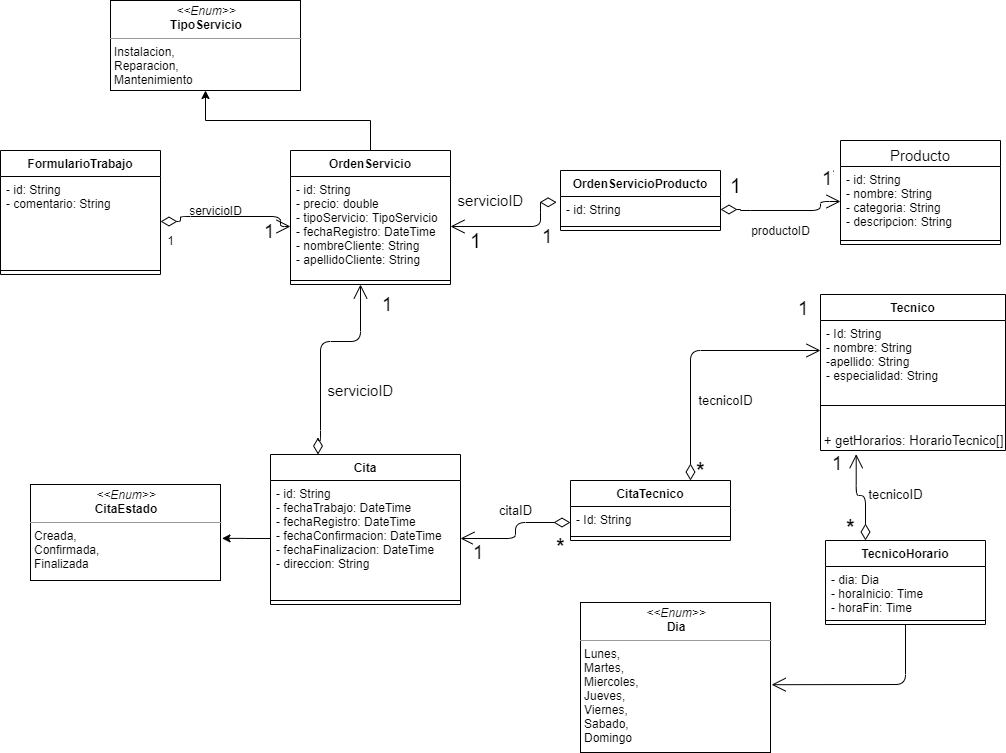 <<Enum>>
TipoServicio
Instalacion,
Reparacion,
Mantenimiento
FormularioTrabajo
- id: String
- comentario: String
servicioID
1
1
OrdenServicio
- id: String
- precio: double
- tipoServicio: TipoServicio
- fechaRegistro: DateTime
- nombreCliente: String
- apellidoCliente: String
servicioID
1
1
OrdenServicioProducto
- id: String
1
productoID
1
Producto
- id: String
- nombre: String
- categoria: String
- descripcion: String
1
servicioID
Cita
- id: String
- fechaTrabajo: DateTime
- fechaRegistro: DateTime
- fechaConfirmacion: DateTime
- fechaFinalizacion: DateTime
- direccion: String
<<Enum>>
CitaEstado
Creada,
Confirmada,
Finalizada
citaID
1
*
CitaTecnico
- Id: String
*
tecnicoID
1
Tecnico
- Id: String
- nombre: String
-apellido: String
- especialidad: String
+ getHorarios: HorarioTecnico[]
1
tecnicoID
*
TecnicoHorario
- dia: Dia
- horaInicio: Time
- horaFin: Time
<<Enum>>
Dia
Lunes,
Martes,
Miercoles,
Jueves,
Viernes,
Sabado,
Domingo